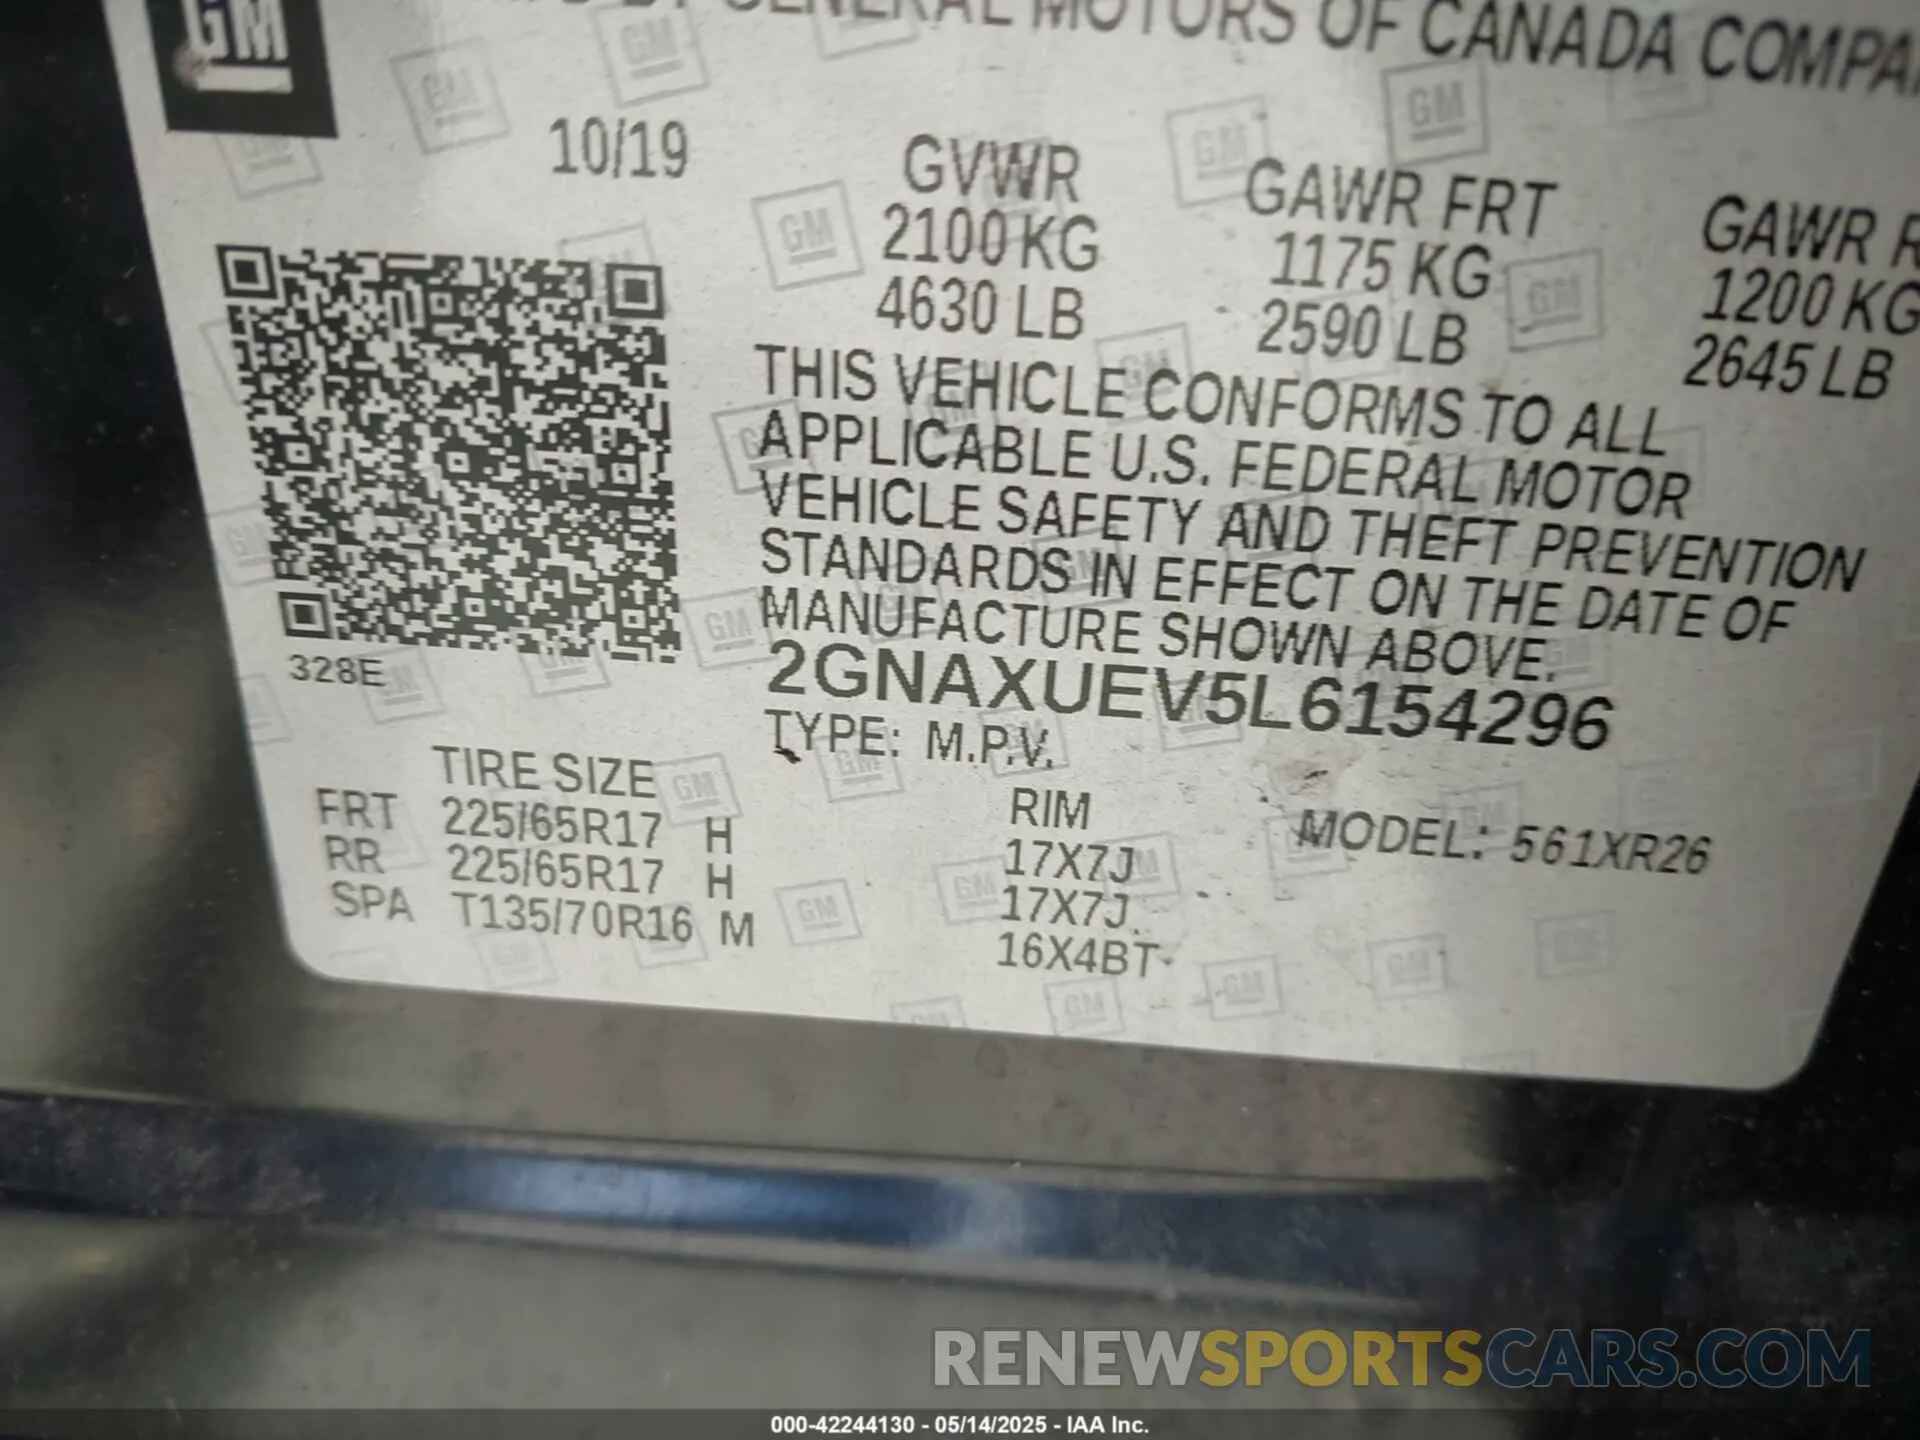 GM
GENERAL MOTORS OF CANADA
10/19
GVWR
2100 KG
4630 LB
GAWR FRT
1175 KG
2590 LB
GAWR
1200 KG
2645 LB
THIS VEHICLE CONFORMS TO ALL
APPLICABLE U.S. FEDERAL MOTOR
VEHICLE SAFETY AND THEFT PREVENTION
STANDARDS IN EFFECT ON THE DATE OF
MANUFACTURE SHOWN ABOVE.
2GNAXUEV5L6154296
TYPE: M.P.V.
328E
TIRE SIZE
FRT 225/65R17 H
RR 225/65R17 H
SPA T135/70R16 M
RIM
17X7J
17X7J
16X4BT
MODEL: 561XR26
RENEWSPORTSCARS.COM
000-42244130 - 05/14/2025 - IAA Inc.